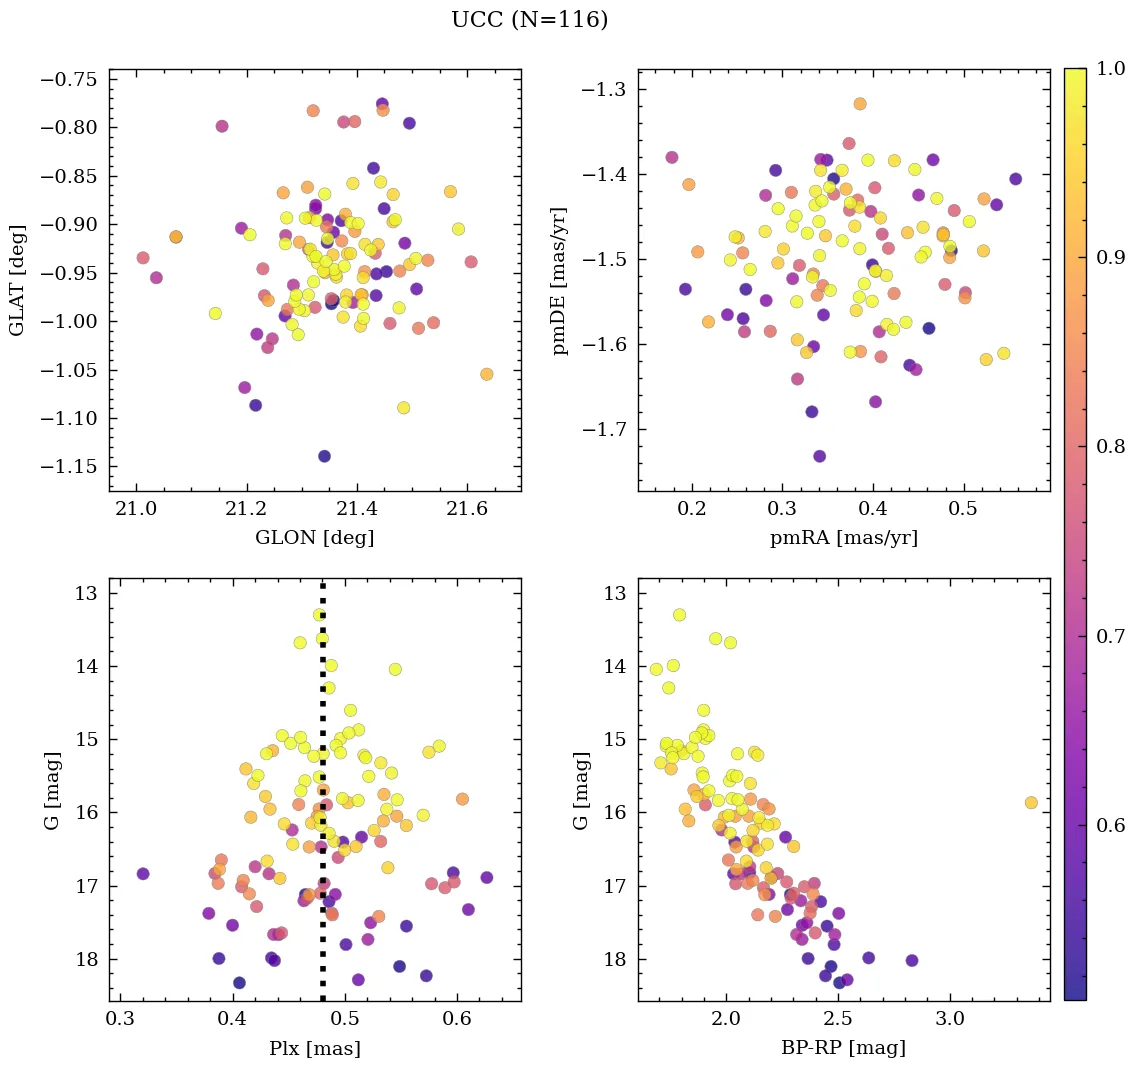 UCC (N=116)
−0.75
−0.80
−0.85
−0.90
−0.95
−1.00
−1.05
−1.10
−1.15
GLAT [deg]
21.0 21.2 21.4 21.6
GLON [deg]
−1.3
−1.4
−1.5
−1.6
−1.7
pmDE [mas/yr]
0.2 0.3 0.4 0.5
pmRA [mas/yr]
13
14
15
16
17
18
G [mag]
0.3 0.4 0.5 0.6
Plx [mas]
13
14
15
16
17
18
G [mag]
2.0 2.5 3.0
BP-RP [mag]
1.0
0.9
0.8
0.7
0.6